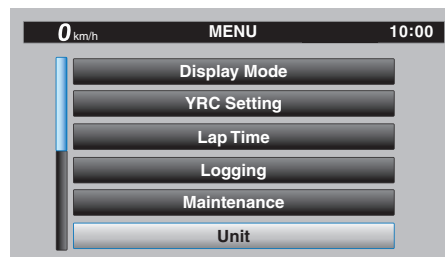 0 km/h MENU 10:00
Display Mode
YRC Setting
Lap Time
Logging
Maintenance
Unit